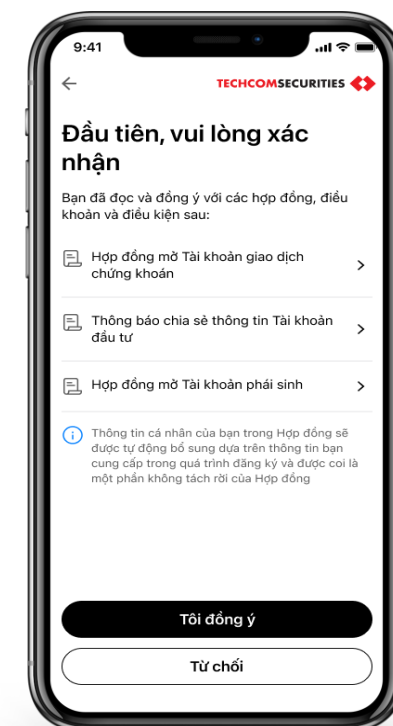 9:41
TECHCOMSECURITIES
Đầu tiên, vui lòng xác
nhận
Bạn đã đọc và đồng ý với các hợp đồng, điều
khoản và điều kiện sau:
Hợp đồng mở Tài khoản giao dịch
chứng khoán
Thông báo chia sẻ thông tin Tài khoản
đầu tư
Hợp đồng mở Tài khoản phái sinh
Thông tin cá nhân của bạn trong Hợp đồng sẽ
được tự động bổ sung dựa trên thông tin bạn
cung cấp trong quá trình đăng ký và được coi là
một phần không tách rời của Hợp đồng
Tôi đồng ý
Từ chối